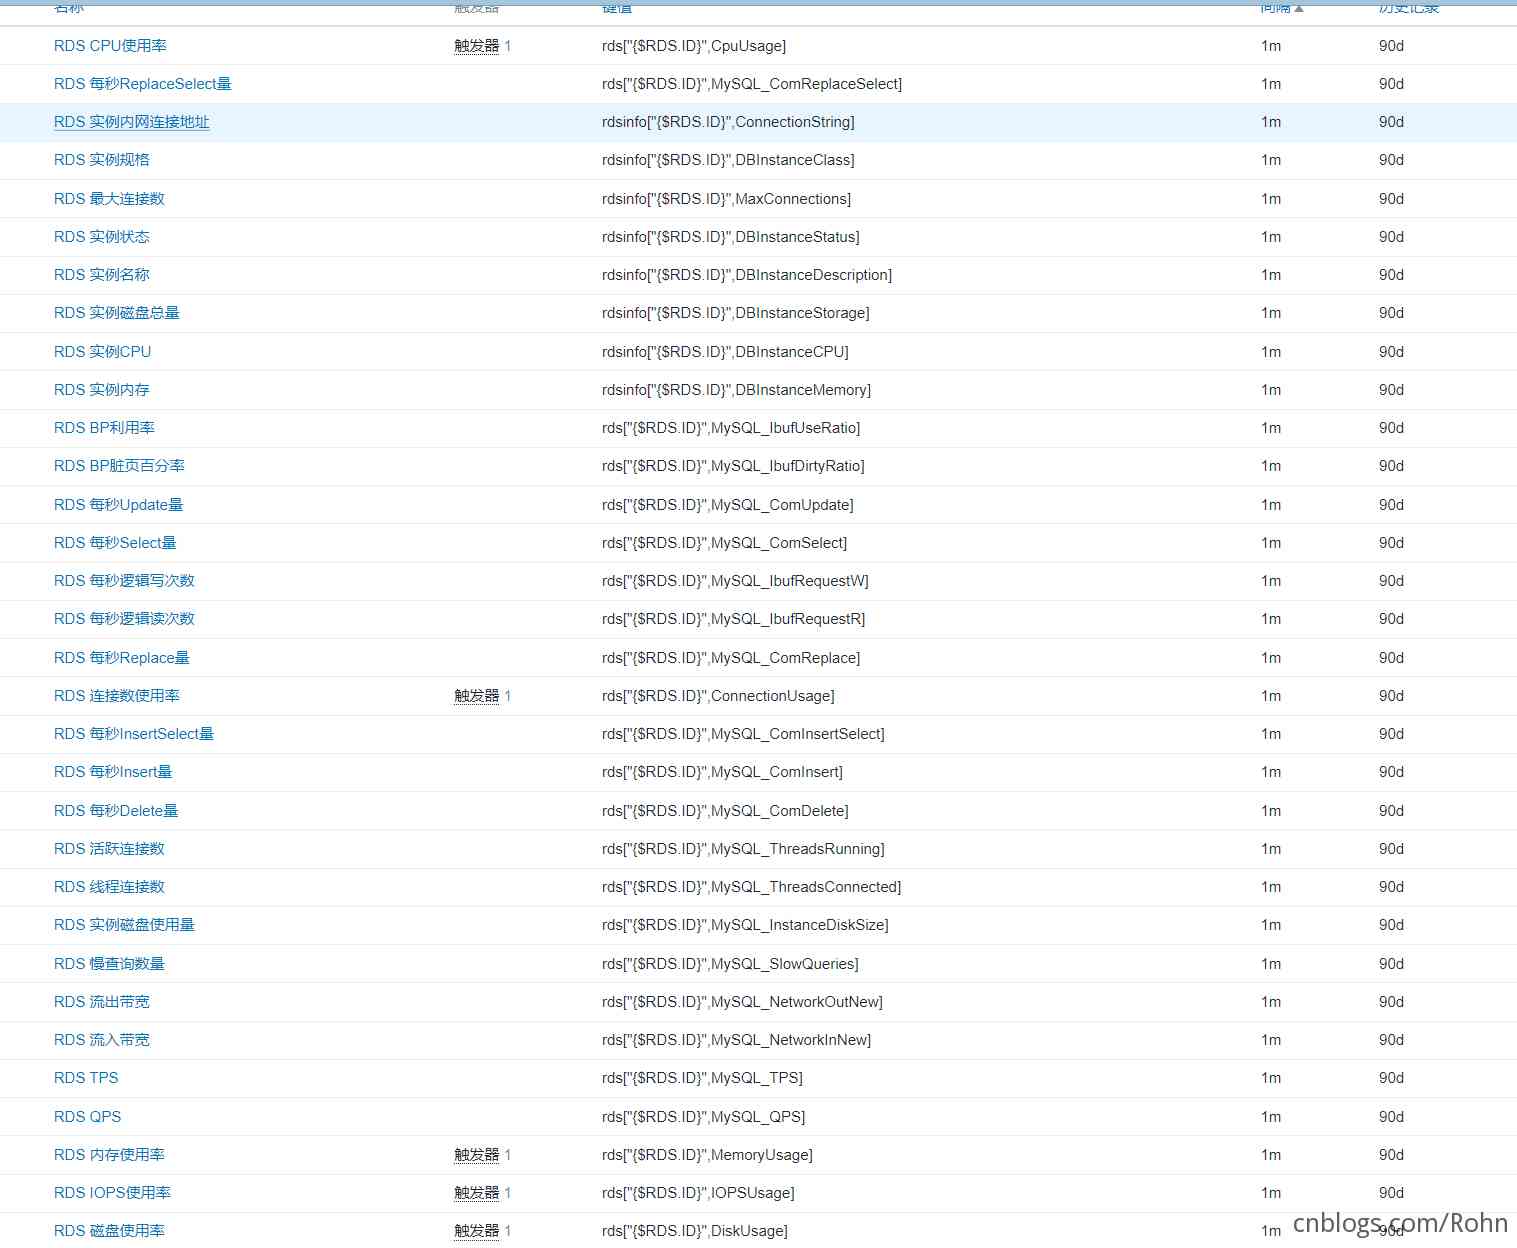 名称 触发器 键值 间隔▲ 历史记录
RDS CPU使用率 触发器 1 rds["{$RDS.ID}",CpuUsage] 1m 90d
RDS 每秒ReplaceSelect量 rds["{$RDS.ID}",MySQL_ComReplaceSelect] 1m 90d
RDS 实例内网连接地址 rdsinfo["{$RDS.ID}",ConnectionString] 1m 90d
RDS 实例规格 rdsinfo["{$RDS.ID}",DBInstanceClass] 1m 90d
RDS 最大连接数 rdsinfo["{$RDS.ID}",MaxConnections] 1m 90d
RDS 实例状态 rdsinfo["{$RDS.ID}",DBInstanceStatus] 1m 90d
RDS 实例名称 rdsinfo["{$RDS.ID}",DBInstanceDescription] 1m 90d
RDS 实例磁盘总量 rdsinfo["{$RDS.ID}",DBInstanceStorage] 1m 90d
RDS 实例CPU rdsinfo["{$RDS.ID}",DBInstanceCPU] 1m 90d
RDS 实例内存 rdsinfo["{$RDS.ID}",DBInstanceMemory] 1m 90d
RDS BP利用率 rds["{$RDS.ID}",MySQL_IbufUseRatio] 1m 90d
RDS BP脏页百分率 rds["{$RDS.ID}",MySQL_IbufDirtyRatio] 1m 90d
RDS 每秒Update量 rds["{$RDS.ID}",MySQL_ComUpdate] 1m 90d
RDS 每秒Select量 rds["{$RDS.ID}",MySQL_ComSelect] 1m 90d
RDS 每秒逻辑写次数 rds["{$RDS.ID}",MySQL_IbufRequestW] 1m 90d
RDS 每秒逻辑读次数 rds["{$RDS.ID}",MySQL_IbufRequestR] 1m 90d
RDS 每秒Replace量 rds["{$RDS.ID}",MySQL_ComReplace] 1m 90d
RDS 连接数使用率 触发器 1 rds["{$RDS.ID}",ConnectionUsage] 1m 90d
RDS 每秒InsertSelect量 rds["{$RDS.ID}",MySQL_ComInsertSelect] 1m 90d
RDS 每秒Insert量 rds["{$RDS.ID}",MySQL_ComInsert] 1m 90d
RDS 每秒Delete量 rds["{$RDS.ID}",MySQL_ComDelete] 1m 90d
RDS 活跃连接数 rds["{$RDS.ID}",MySQL_ThreadsRunning] 1m 90d
RDS 线程连接数 rds["{$RDS.ID}",MySQL_ThreadsConnected] 1m 90d
RDS 实例磁盘使用量 rds["{$RDS.ID}",MySQL_InstanceDiskSize] 1m 90d
RDS 慢查询数量 rds["{$RDS.ID}",MySQL_SlowQueries] 1m 90d
RDS 流出带宽 rds["{$RDS.ID}",MySQL_NetworkOutNew] 1m 90d
RDS 流入带宽 rds["{$RDS.ID}",MySQL_NetworkInNew] 1m 90d
RDS TPS rds["{$RDS.ID}",MySQL_TPS] 1m 90d
RDS QPS rds["{$RDS.ID}",MySQL_QPS] 1m 90d
RDS 内存使用率 触发器 1 rds["{$RDS.ID}",MemoryUsage] 1m 90d
RDS IOPS使用率 触发器 1 rds["{$RDS.ID}",IOPSUsage] 1m 90d
RDS 磁盘使用率 触发器 1 rds["{$RDS.ID}",DiskUsage] 1m 90d
cnblogs.com/Rohn